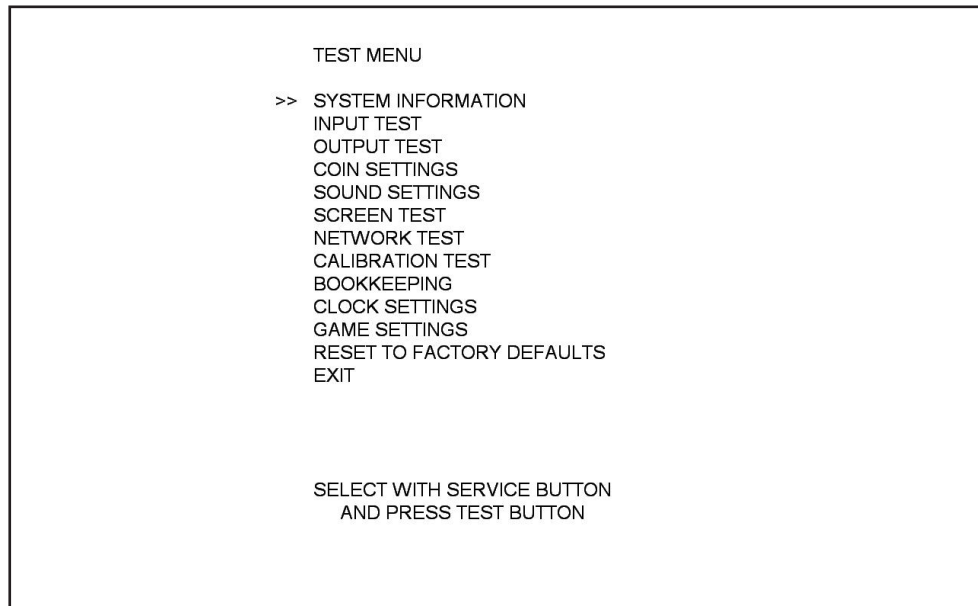 TEST MENU
>> SYSTEM INFORMATION
INPUT TEST
OUTPUT TEST
COIN SETTINGS
SOUND SETTINGS
SCREEN TEST
NETWORK TEST
CALIBRATION TEST
BOOKKEEPING
CLOCK SETTINGS
GAME SETTINGS
RESET TO FACTORY DEFAULTS
EXIT
SELECT WITH SERVICE BUTTON
AND PRESS TEST BUTTON